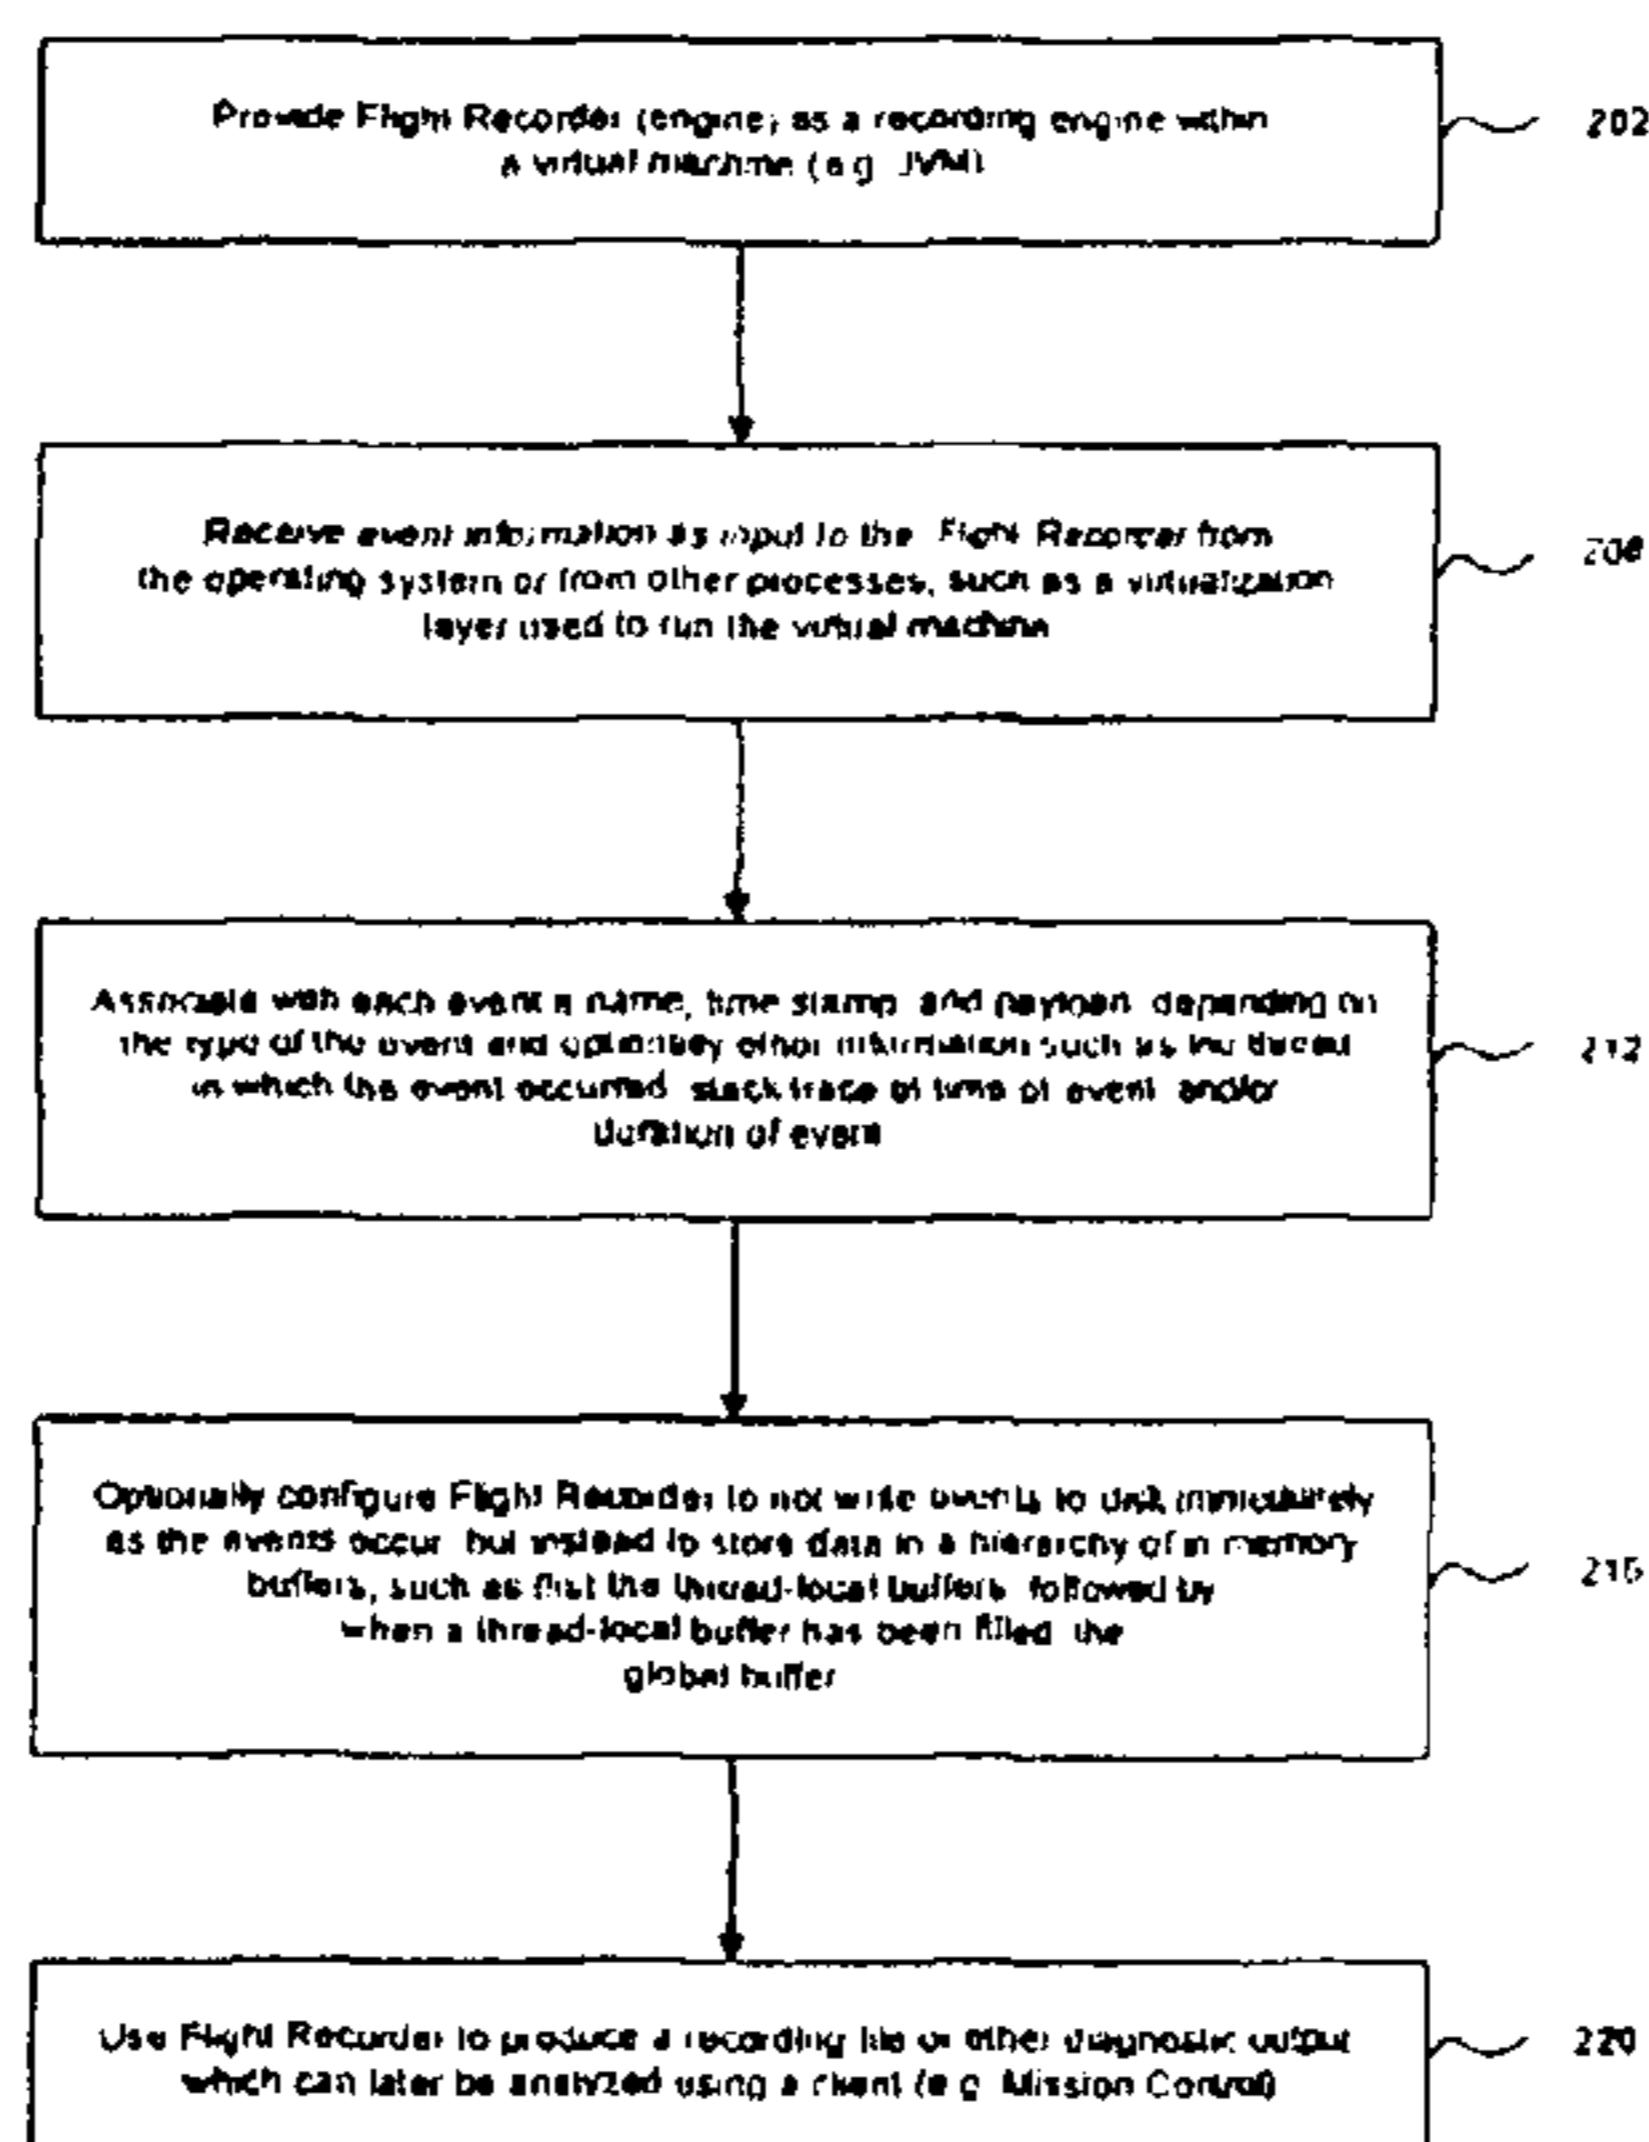 Provide Flight Recorder (engine) as a recording engine within
a virtual machine (e.g. JVM)
202
Receive event information as input to the Flight Recorder from
the operating system or from other processes, such as a virtualization
layer used to run the virtual machine
Associate with each event a name, time stamp and payload depending on
the type of the event and optionally other information such as the thread
in which the event occurred stack trace at time of event and/or
duration of event
212
Optionally configure Flight Recorder to not write events to disk immediately
as the events occur but instead to store data in a hierarchy of in memory
buffers, such as first the thread-local buffers followed by
when a thread-local buffer has been filled the
global buffer
Use Flight Recorder to produce a recording file or other diagnostic output
which can later be analyzed using a client (e.g. Mission Control)
220